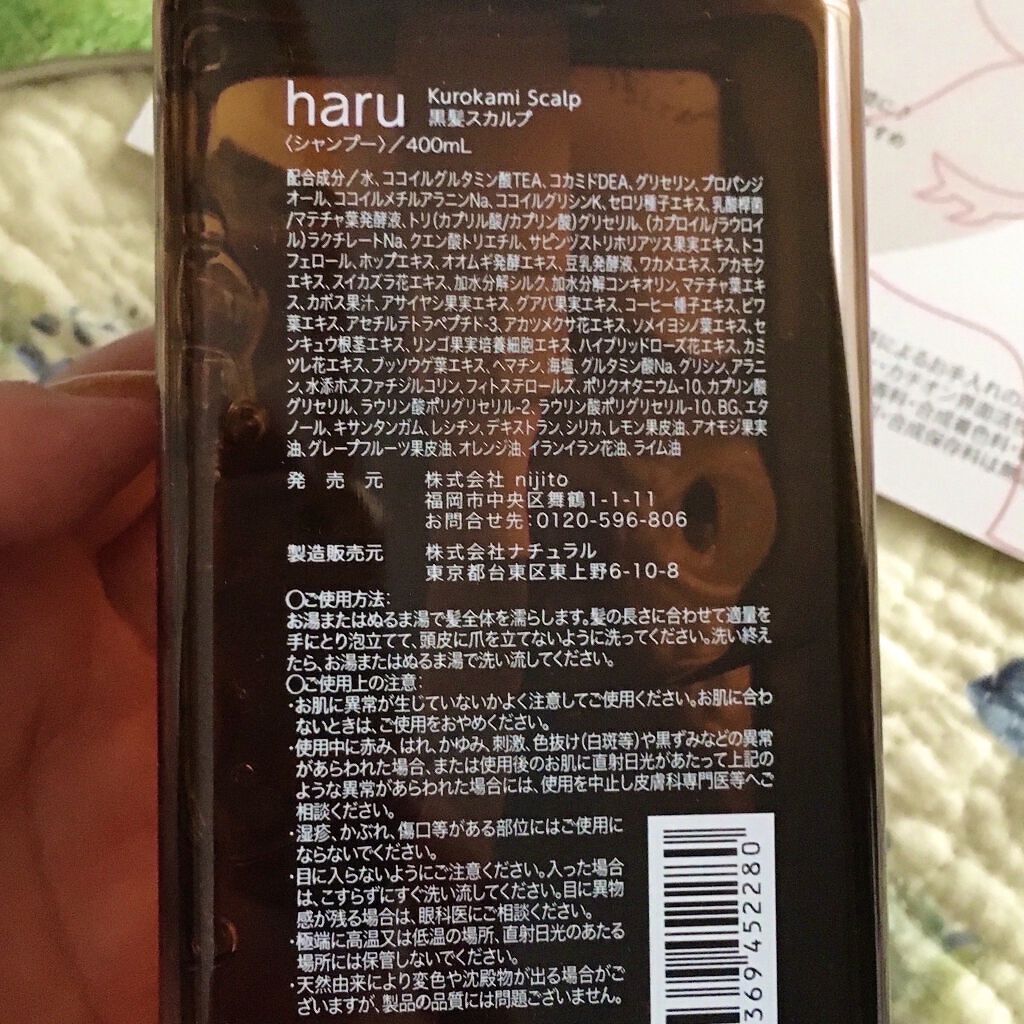 haru Kurokami Scalp
黒髪スカルプ
〈シャンプー〉／400mL
配合成分／水、ココイルグルタミン酸TEA、コカミドDEA、グリセリン、プロパンジ
オール、ココイルメチルアラニンNa、ココイルグリシンK、セロリ種子エキス、乳酸桿菌
/マテチャ葉発酵液、トリ(カプリル酸/カプリン酸)グリセリル、(カプロイル/ラウロイ
ル)ラクチレートNa、クエン酸トリエチル、サピンヅストリホリアツス果実エキス、トコ
フェロール、ホップエキス、オオムギ発酵エキス、豆乳発酵液、ワカメエキス、アカモク
エキス、スイカズラ花エキス、加水分解シルク、加水分解コンキオリン、マテチャ葉エキ
ス、カボス果汁、アサイヤシ果実エキス、グアバ果実エキス、コーヒー種子エキス、ビワ
葉エキス、アセチルテトラペプチド-3、アカツメクサ花エキス、ソメイヨシノ葉エキス、セ
ンキュウ根茎エキス、リンゴ果実培養細胞エキス、ハイブリッドローズ花エキス、カミ
ツレ花エキス、ブッソウゲ葉エキス、ヘマチン、海塩、グルタミン酸Na、グリシン、アラニ
ン、水添ホスファチジルコリン、フィトステロールズ、ポリクオタニウム-10、カプリン酸
グリセリル、ラウリン酸ポリグリセリル-2、ラウリン酸ポリグリセリル-10、BG、エタ
ノール、キサンタンガム、レシチン、デキストラン、シリカ、レモン果皮油、アオモジ果実
油、グレープフルーツ果皮油、オレンジ油、イランイラン花油、ライム油
発売元 株式会社 nijito
福岡市中央区舞鶴1-1-11
お問合せ先：0120-596-806
製造販売元 株式会社ナチュラル
東京都台東区東上野6-10-8
〇ご使用方法：
お湯またはぬるま湯で髪全体を濡らします。髪の長さに合わせて適量を
手にとり泡立てて、頭皮に爪を立てないように洗ってください。洗い終え
たら、お湯またはぬるま湯で洗い流してください。
〇ご使用上の注意：
・お肌に異常が生じていないかよく注意してご使用ください。お肌に合わ
ないときは、ご使用をおやめください。
・使用中に赤み、はれ、かゆみ、刺激、色抜け(白斑等)や黒ずみなどの異常
があらわれた場合、または使用後のお肌に直射日光があたって上記の
ような異常があらわれた場合には、使用を中止し皮膚科専門医等へご
相談ください。
・湿疹、かぶれ、傷口等がある部位にはご使用に
ならないでください。
・目に入らないようにご注意ください。入った場合
は、こすらずにすぐ洗い流してください。目に異物
感が残る場合は、眼科医にご相談ください。
・極端に高温又は低温の場所、直射日光のあたる
場所には保管しないでください。
・天然由来により変色や沈殿物が出る場合がご
ざいますが、製品の品質には問題ございません。
369452280